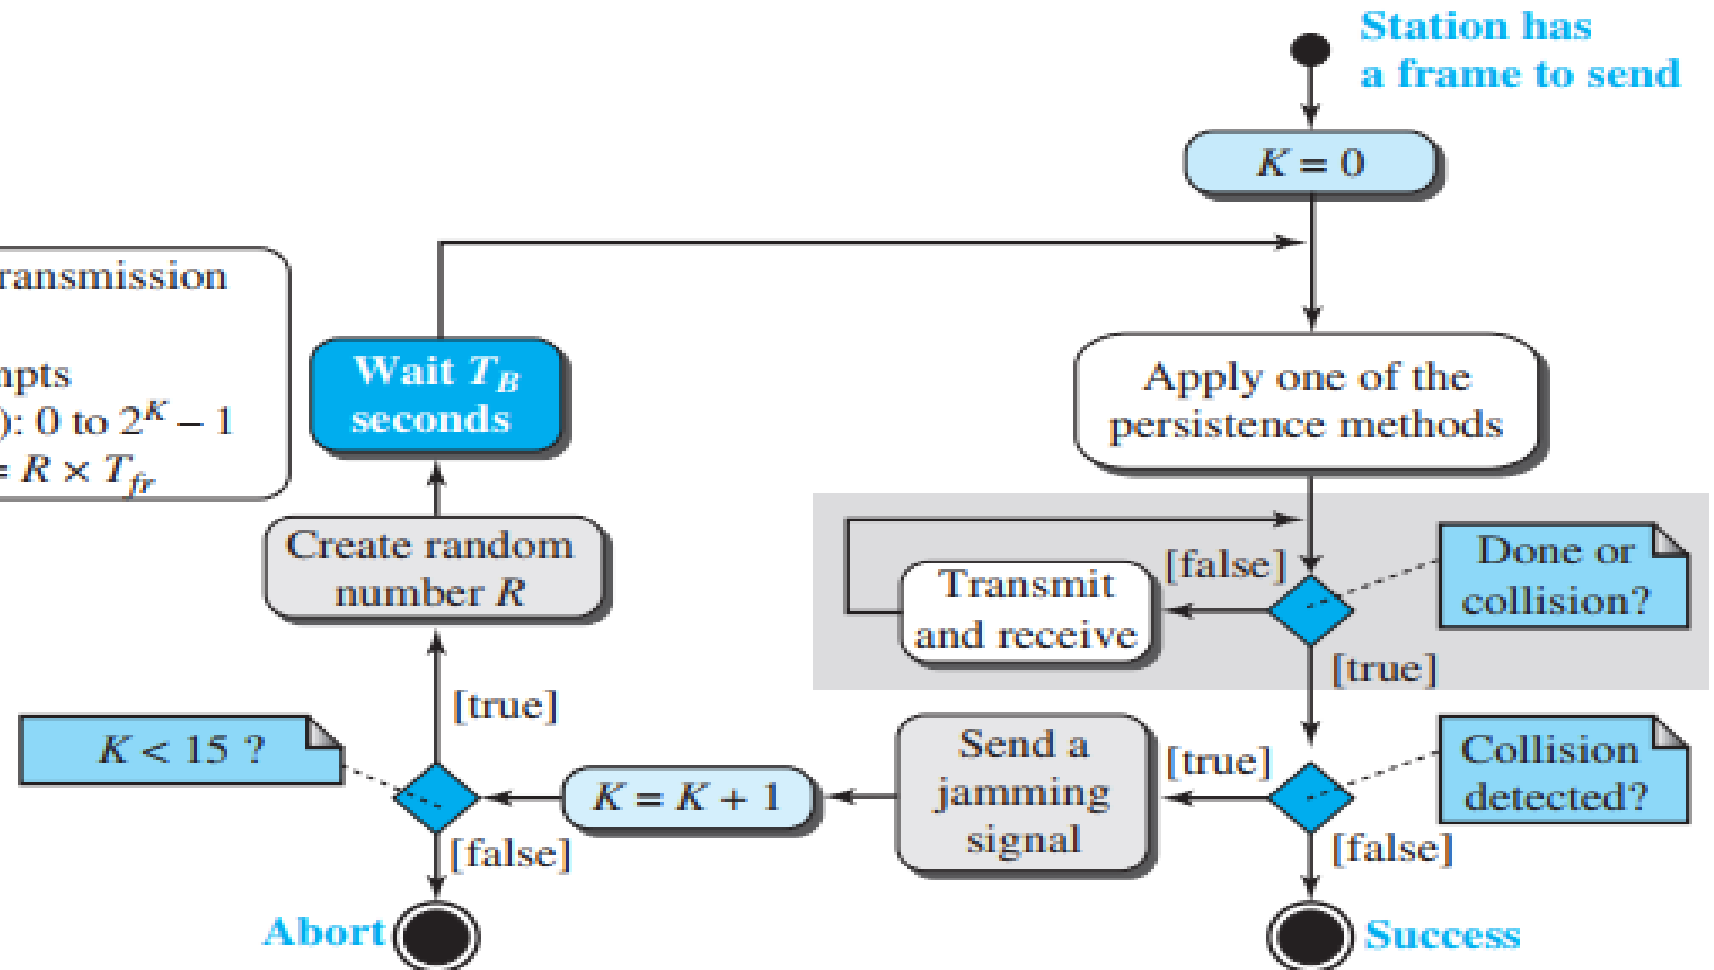 Station has
a frame to send
K = 0
ransmission
mpts
): 0 to 2^K – 1
= R × T_fr
Wait T_B
seconds
Apply one of the
persistence methods
Create random
number R
[false]
Transmit
and receive
Done or
collision?
[true]
[true]
K < 15 ?
K = K + 1
Send a
jamming
signal
[true]
Collision
detected?
[false]
[false]
Abort
Success